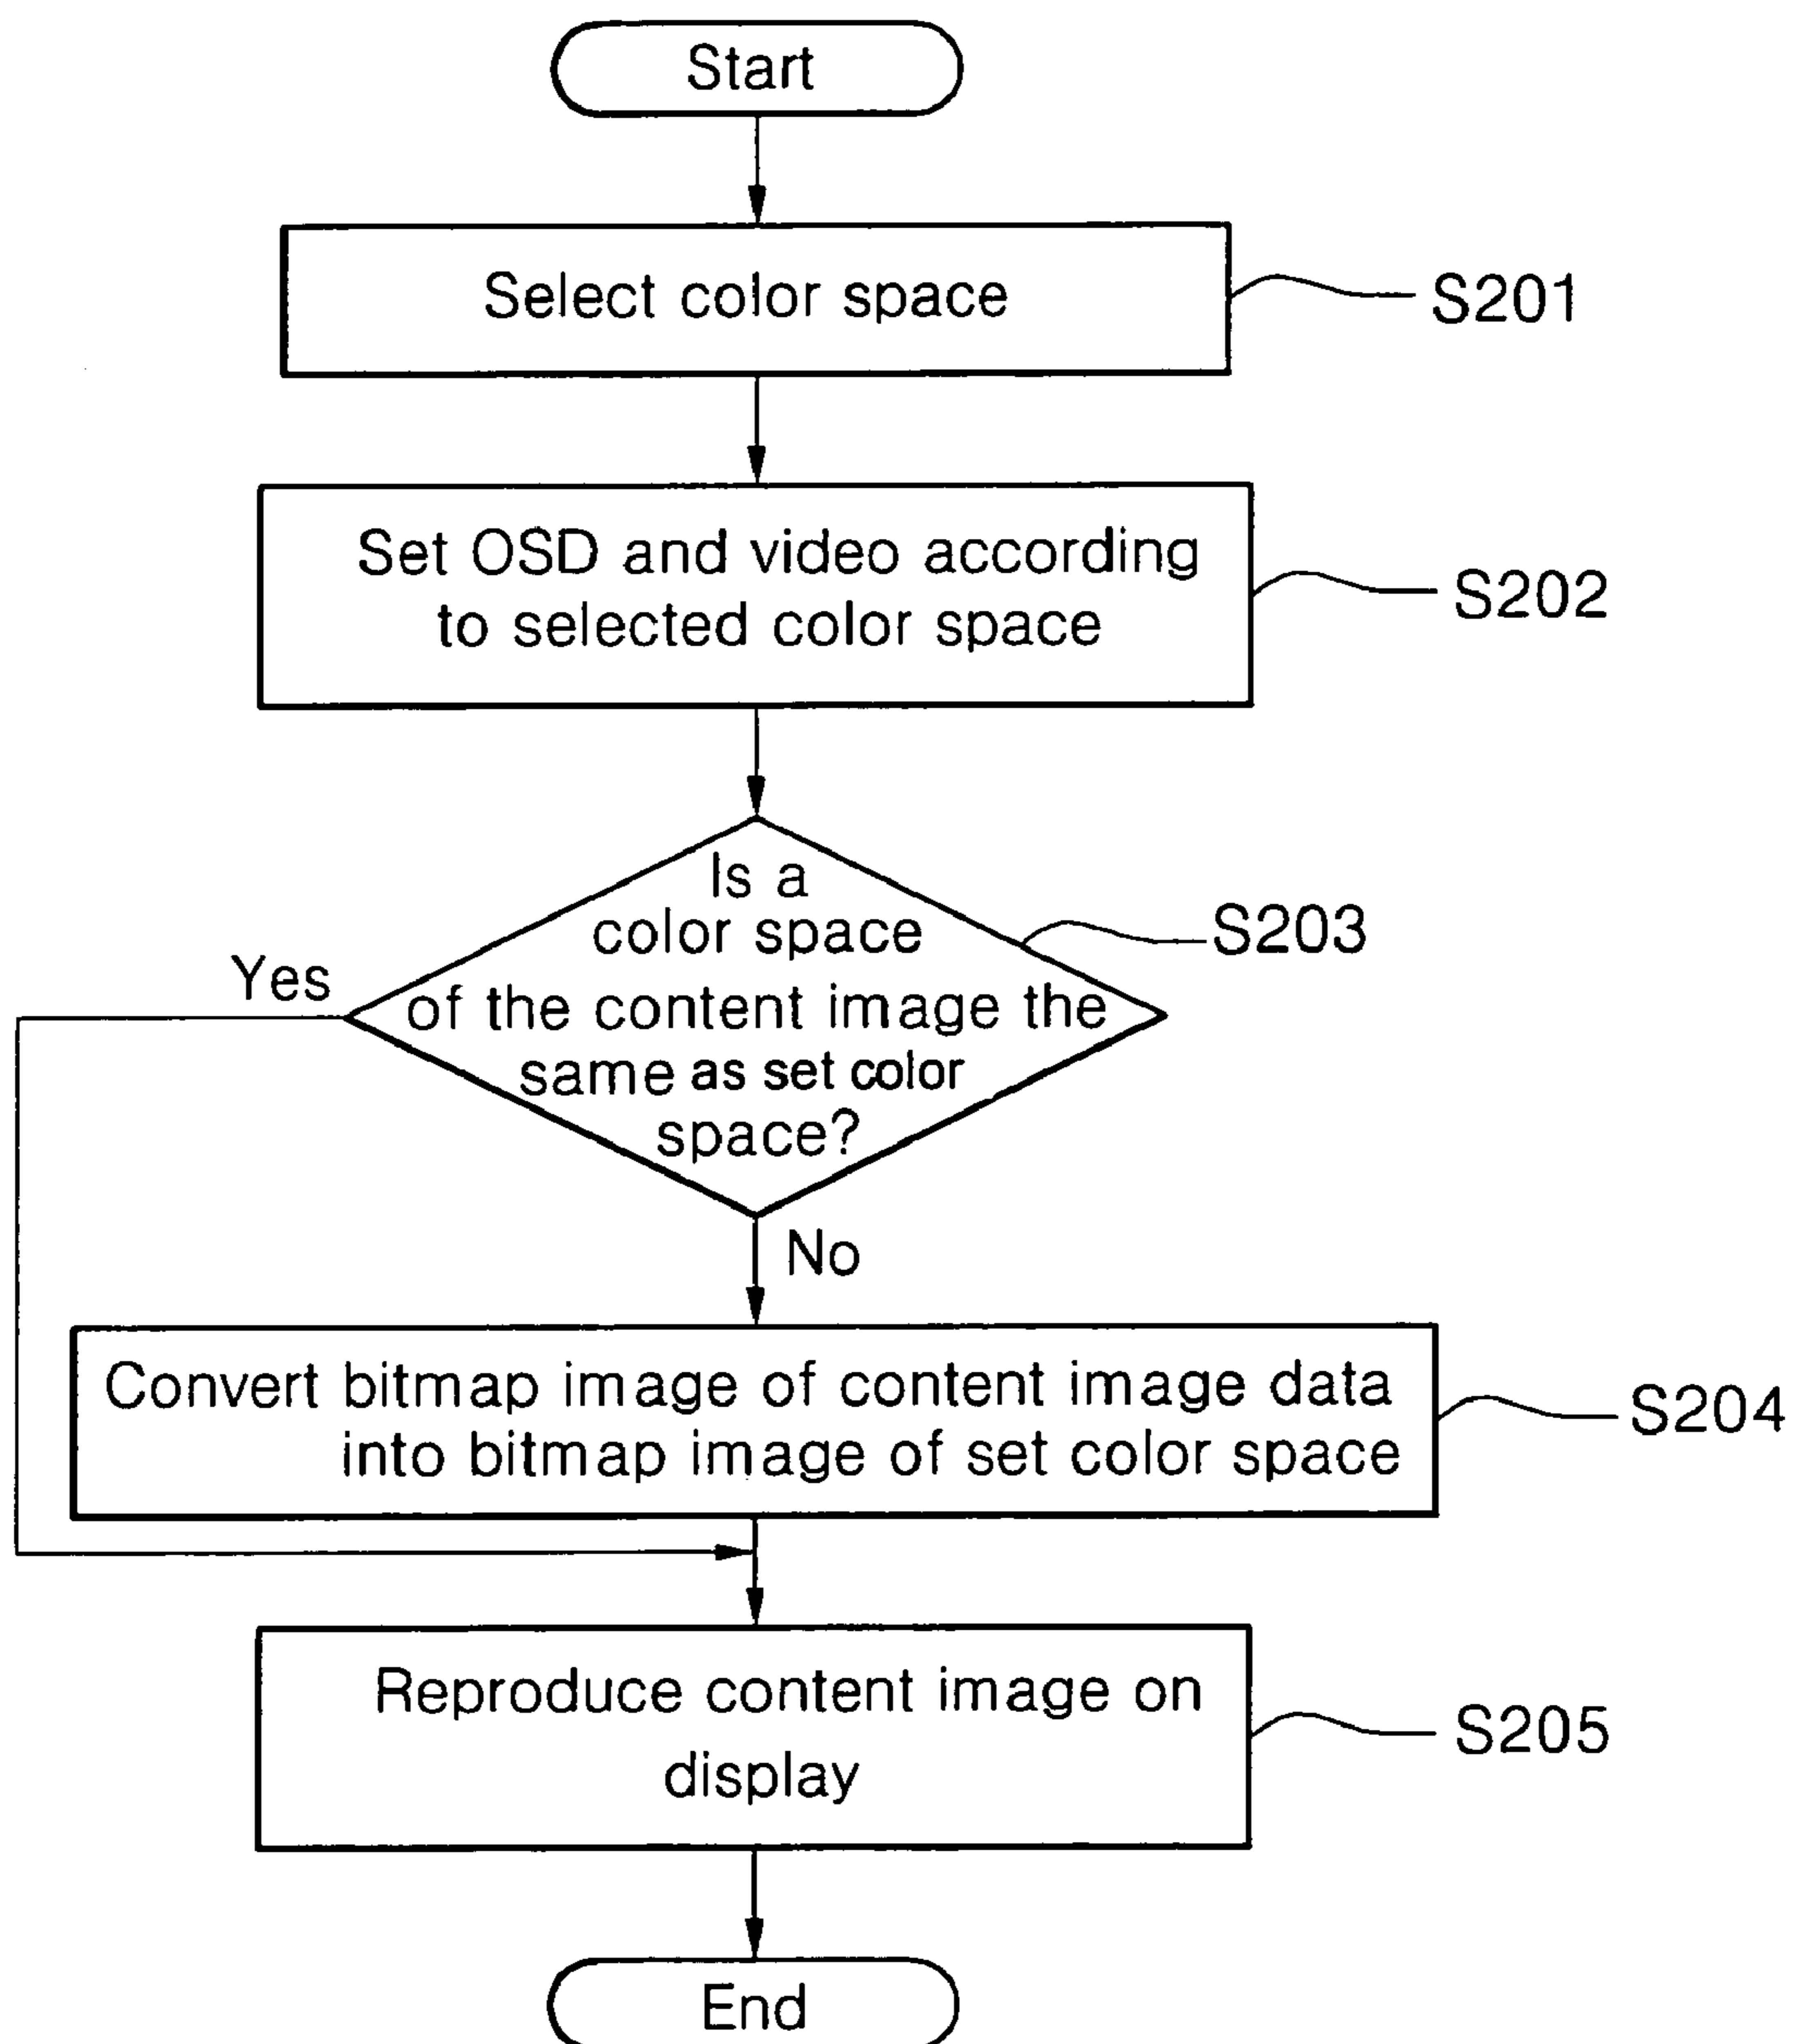 Start
Select color space
S201
Set OSD and video according
to selected color space
S202
Is a
color space
of the content image the
same as set color
space?
S203
Yes
No
Convert bitmap image of content image data
into bitmap image of set color space
S204
Reproduce content image on
display
S205
End